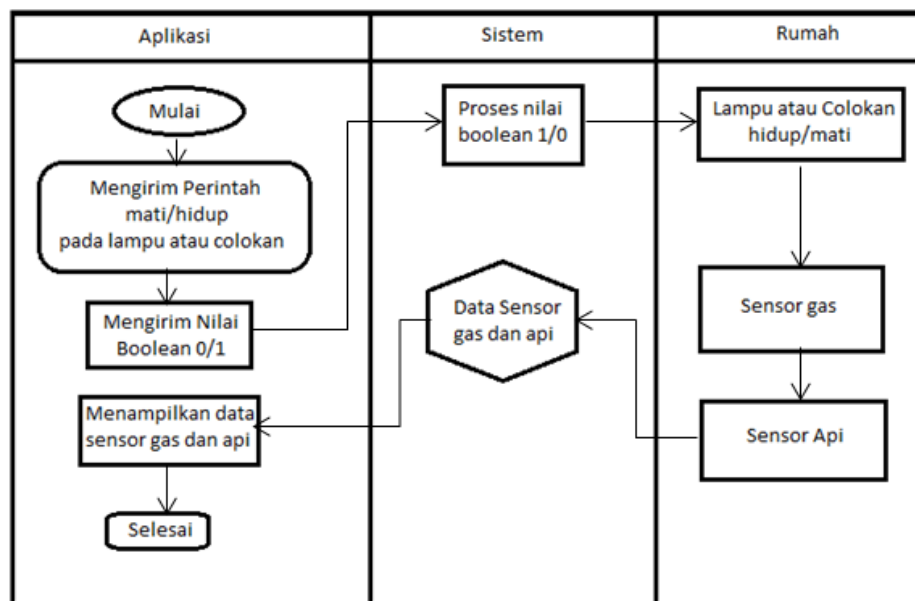 Aplikasi
Sistem
Rumah
Mulai
Mengirim Perintah
mati/hidup
pada lampu atau colokan
Mengirim Nilai
Boolean 0/1
Proses nilai
boolean 1/0
Lampu atau Colokan
hidup/mati
Sensor gas
Sensor Api
Data Sensor
gas dan api
Menampilkan data
sensor gas dan api
Selesai